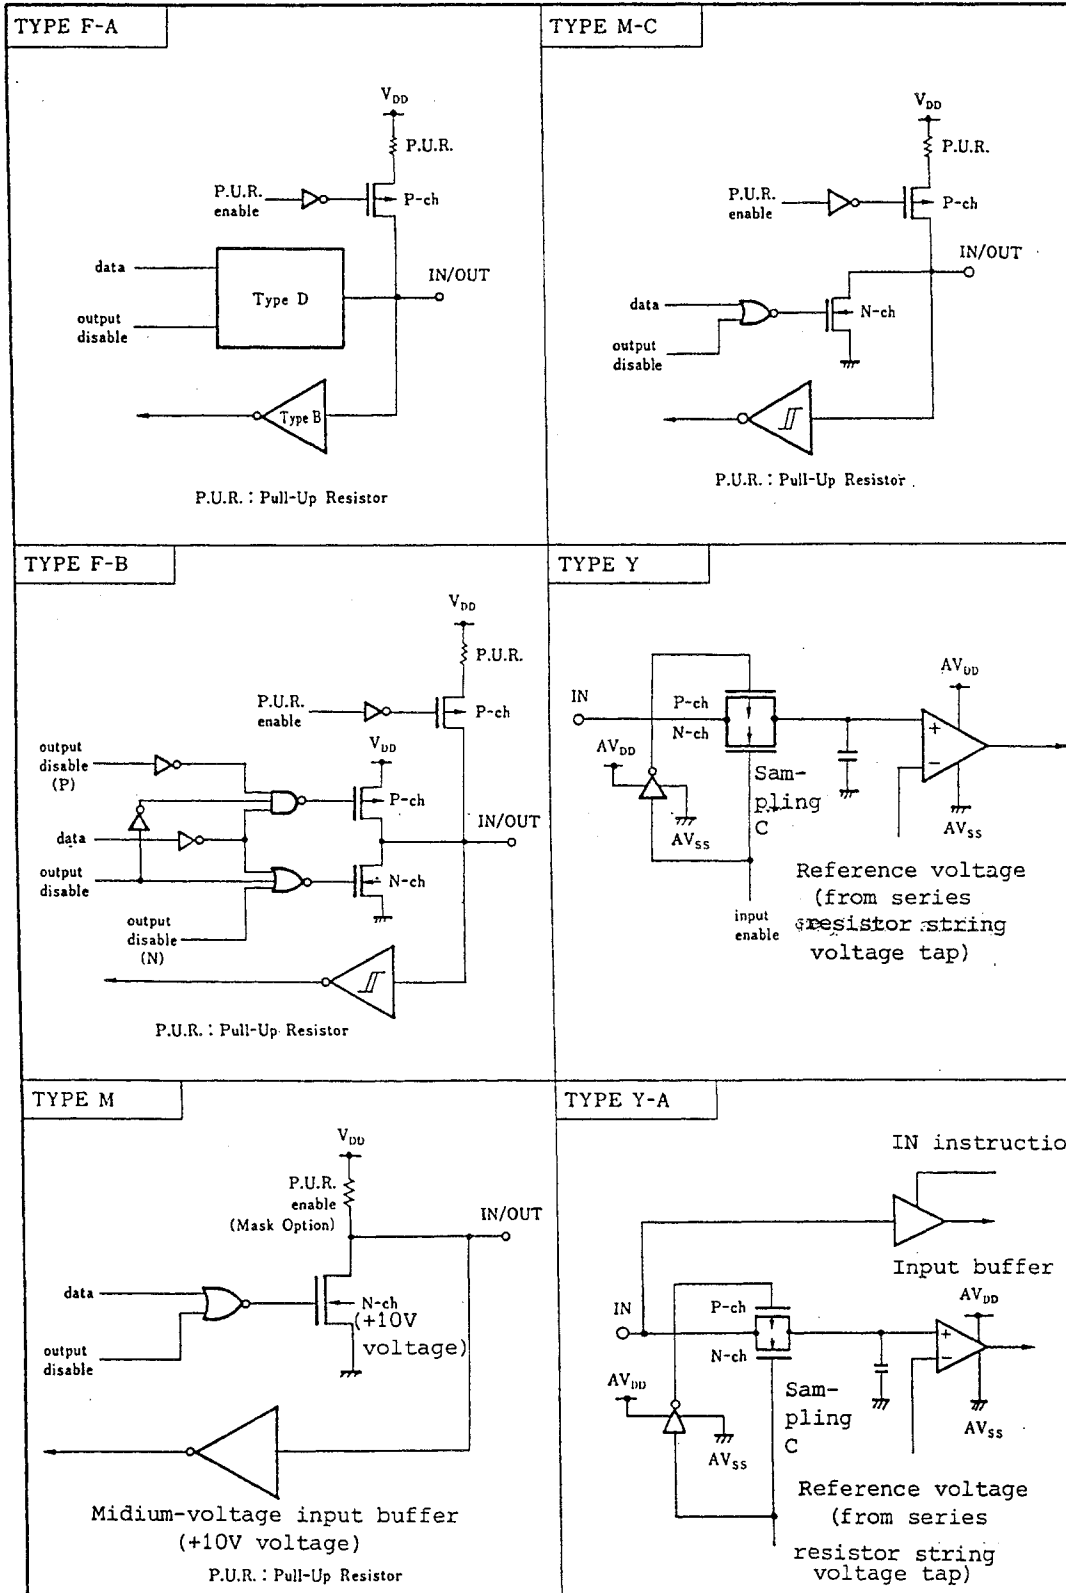 TYPE F-A
VDD
P.U.R.
P.U.R.
enable
P-ch
data
Type D
IN/OUT
output
disable
Type B
P.U.R. : Pull-Up Resistor
TYPE M-C
VDD
P.U.R.
P.U.R.
enable
P-ch
IN/OUT
data
N-ch
output
disable
P.U.R. : Pull-Up Resistor
TYPE F-B
VDD
P.U.R.
P.U.R.
enable
P-ch
output
disable
(P)
VDD
P-ch
IN/OUT
data
output
disable
N-ch
output
disable
(N)
P.U.R. : Pull-Up Resistor
TYPE Y
IN
P-ch
N-ch
AVDD
AVDD
+
−
Sam-
pling
C
AVSS
AVSS
Reference voltage
(from series
resistor string
voltage tap)
input
enable
TYPE M
VDD
P.U.R.
enable
(Mask Option)
IN/OUT
data
N-ch
(+10V
voltage)
output
disable
Midium-voltage input buffer
(+10V voltage)
P.U.R. : Pull-Up Resistor
TYPE Y-A
IN instructio
Input buffer
IN
P-ch
N-ch
AVDD
AVDD
+
−
Sam-
pling
C
AVSS
AVSS
Reference voltage
(from series
resistor string
voltage tap)